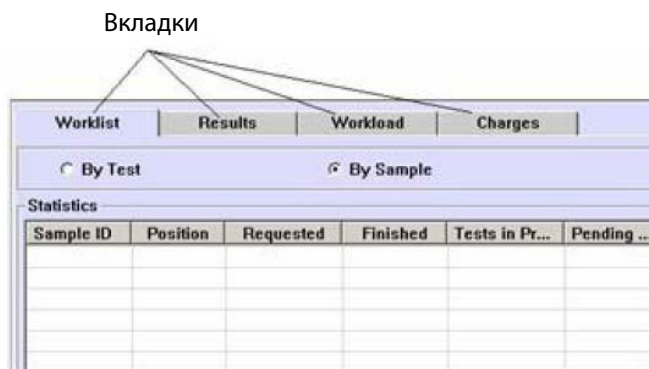 Вкладки
Worklist Results Workload Charges
By Test By Sample
Statistics
Sample ID Position Requested Finished Tests in Pr... Pending ...